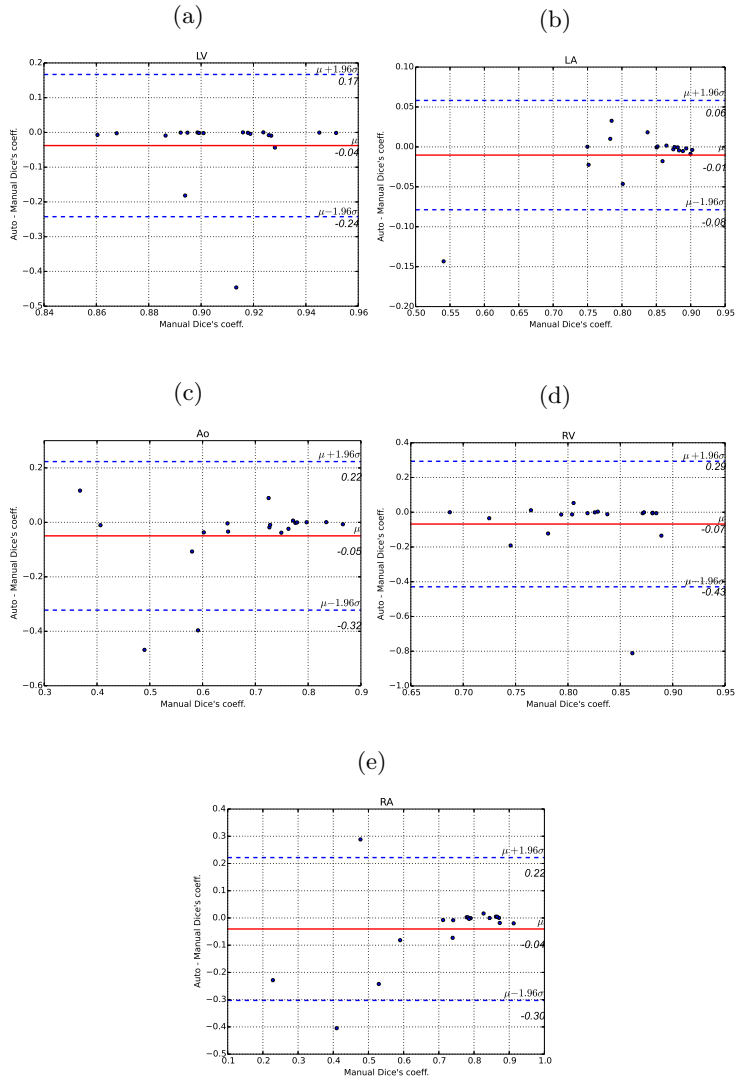 (a)
LV
0.2
μ+1.96σ
0.17
0.1
0.0
μ
-0.04
−0.1
−0.2
μ−1.96σ
-0.24
−0.3
−0.4
−0.5
0.84 0.86 0.88 0.90 0.92 0.94 0.96
Manual Dice's coeff.
Auto - Manual Dice's coeff.
(b)
LA
0.10
μ+1.96σ
0.06
0.05
0.00
μ
-0.01
−0.05
μ−1.96σ
-0.08
−0.10
−0.15
−0.20
0.50 0.55 0.60 0.65 0.70 0.75 0.80 0.85 0.90 0.95
Manual Dice's coeff.
Auto - Manual Dice's coeff.
(c)
Ao
μ+1.96σ
0.22
0.2
0.0
μ
-0.05
−0.2
μ−1.96σ
-0.32
−0.4
−0.6
0.3 0.4 0.5 0.6 0.7 0.8 0.9
Manual Dice's coeff.
Auto - Manual Dice's coeff.
(d)
RV
0.4
μ+1.96σ
0.29
0.2
0.0
μ
-0.07
−0.2
−0.4
μ−1.96σ
-0.43
−0.6
−0.8
−1.0
0.65 0.70 0.75 0.80 0.85 0.90 0.95
Manual Dice's coeff.
Auto - Manual Dice's coeff.
(e)
RA
0.4
0.3
μ+1.96σ
0.22
0.2
0.1
0.0
μ
-0.04
−0.1
−0.2
μ−1.96σ
−0.3
-0.30
−0.4
−0.5
0.1 0.2 0.3 0.4 0.5 0.6 0.7 0.8 0.9 1.0
Manual Dice's coeff.
Auto - Manual Dice's coeff.